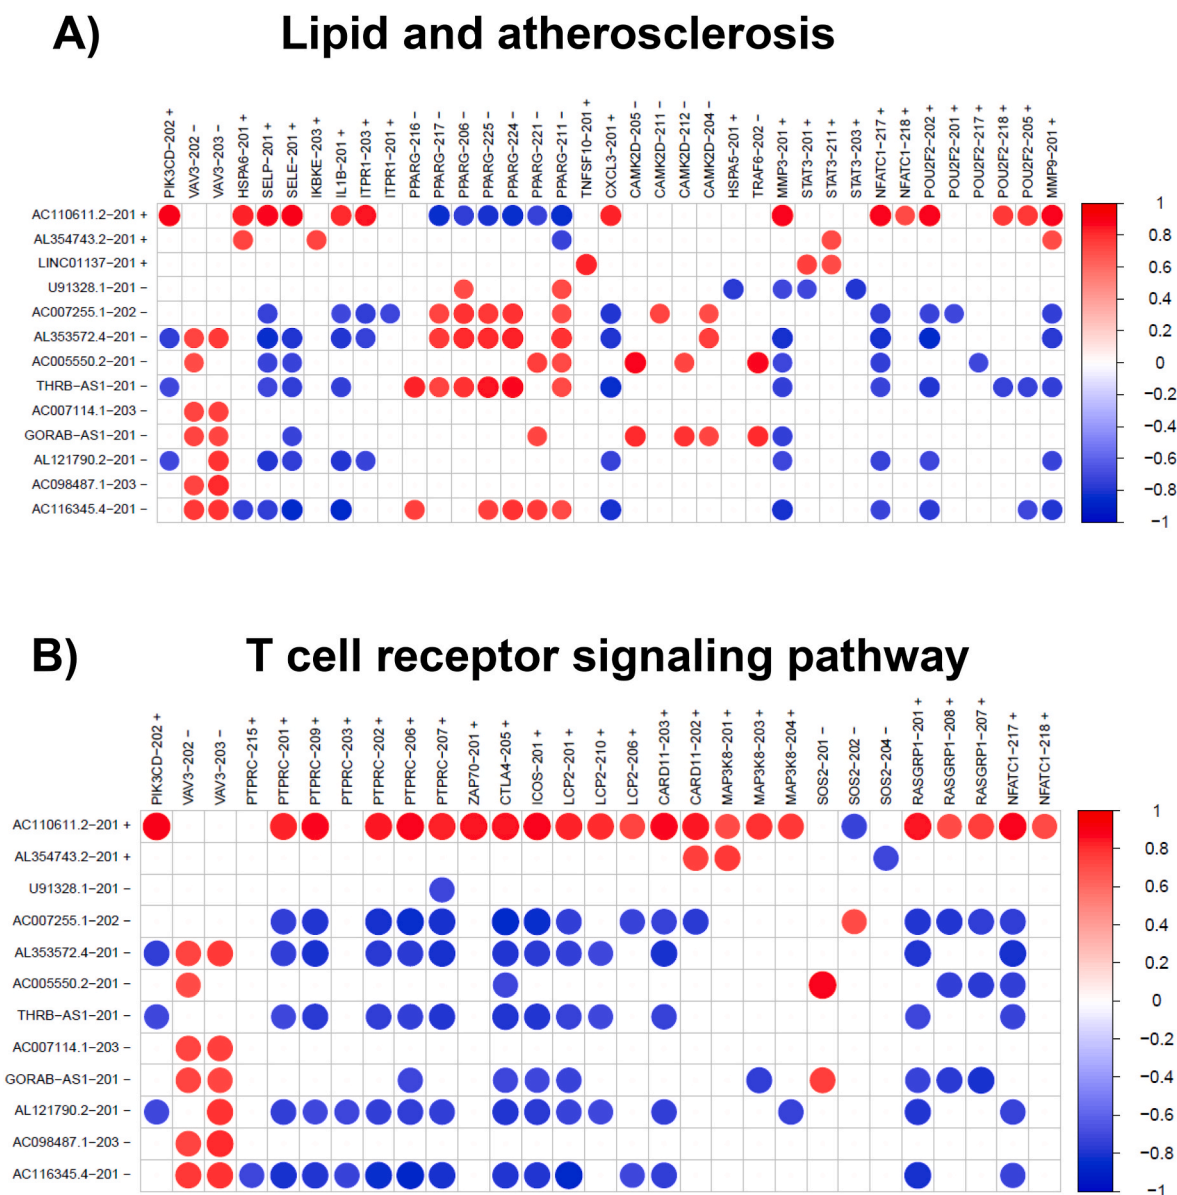 A) Lipid and atherosclerosis
PIK3CD−202 +
VAV3−202 −
VAV3−203 −
HSPA6−201 +
SELP−201 +
SELE−201 +
IKBKE−203 +
IL1B−201 +
ITPR1−203 +
ITPR1−201 +
PPARG−216 −
PPARG−217 −
PPARG−206 −
PPARG−225 −
PPARG−224 −
PPARG−221 −
PPARG−211 −
TNFSF10−201 +
CXCL3−201 +
CAMK2D−205 −
CAMK2D−211 −
CAMK2D−212 −
CAMK2D−204 −
HSPA5−201 +
TRAF6−202 −
MMP3−201 +
STAT3−201 +
STAT3−211 +
STAT3−203 +
NFATC1−217 +
NFATC1−218 +
POU2F2−202 +
POU2F2−201 +
POU2F2−217 +
POU2F2−218 +
POU2F2−205 +
MMP9−201 +
AC110611.2−201 +
AL354743.2−201 +
LINC01137−201 +
U91328.1−201 −
AC007255.1−202 −
AL353572.4−201 −
AC005550.2−201 −
THRB−AS1−201 −
AC007114.1−203 −
GORAB−AS1−201 −
AL121790.2−201 −
AC098487.1−203 −
AC116345.4−201 −
1
0.8
0.6
0.4
0.2
0
−0.2
−0.4
−0.6
−0.8
−1
B) T cell receptor signaling pathway
PIK3CD−202 +
VAV3−202 −
VAV3−203 −
PTPRC−215 +
PTPRC−201 +
PTPRC−209 +
PTPRC−203 +
PTPRC−202 +
PTPRC−206 +
PTPRC−207 +
ZAP70−201 +
CTLA4−205 +
ICOS−201 +
LCP2−201 +
LCP2−210 +
LCP2−206 +
CARD11−203 +
CARD11−202 +
MAP3K8−201 +
MAP3K8−203 +
MAP3K8−204 +
SOS2−201 −
SOS2−202 −
SOS2−204 −
RASGRP1−201 +
RASGRP1−208 +
RASGRP1−207 +
NFATC1−217 +
NFATC1−218 +
AC110611.2−201 +
AL354743.2−201 +
U91328.1−201 −
AC007255.1−202 −
AL353572.4−201 −
AC005550.2−201 −
THRB−AS1−201 −
AC007114.1−203 −
GORAB−AS1−201 −
AL121790.2−201 −
AC098487.1−203 −
AC116345.4−201 −
1
0.8
0.6
0.4
0.2
0
−0.2
−0.4
−0.6
−0.8
−1